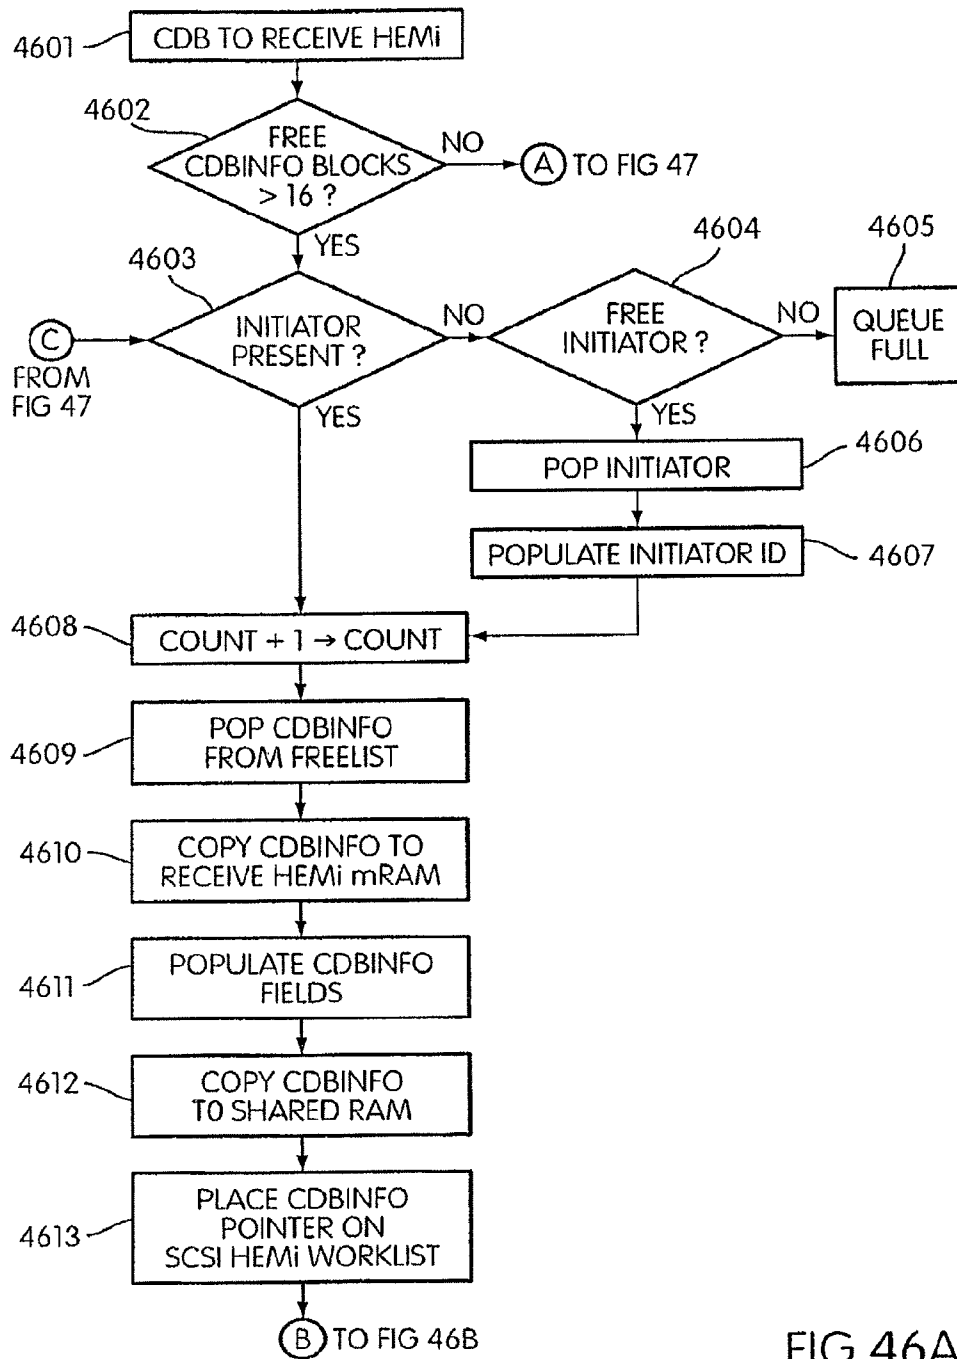 4601
CDB TO RECEIVE HEMi
4602
FREE
CDBINFO BLOCKS
> 16 ?
NO
A TO FIG 47
YES
4603
4604
4605
C
FROM
FIG 47
INITIATOR
PRESENT ?
NO
FREE
INITIATOR ?
NO
QUEUE
FULL
YES
YES
POP INITIATOR
4606
POPULATE INITIATOR ID
4607
4608
COUNT + 1 → COUNT
4609
POP CDBINFO
FROM FREELIST
4610
COPY CDBINFO TO
RECEIVE HEMi mRAM
4611
POPULATE CDBINFO
FIELDS
4612
COPY CDBINFO
TO SHARED RAM
4613
PLACE CDBINFO
POINTER ON
SCSI HEMi WORKLIST
B TO FIG 46B
FIG 46A